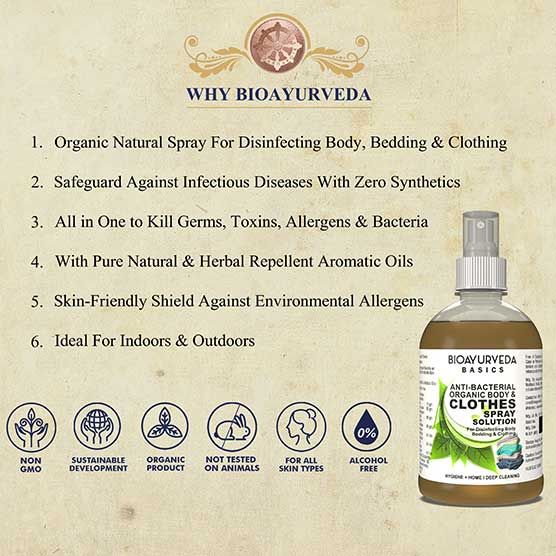 WHY BIOAYURVEDA
1. Organic Natural Spray For Disinfecting Body, Bedding & Clothing
2. Safeguard Against Infectious Diseases With Zero Synthetics
3. All in One to Kill Germs, Toxins, Allergens & Bacteria
4. With Pure Natural & Herbal Repellent Aromatic Oils
5. Skin-Friendly Shield Against Environmental Allergens
6. Ideal For Indoors & Outdoors
BIOAYURVEDA
BASICS
ANTI-BACTERIAL
ORGANIC BODY &
CLOTHES
SPRAY
SOLUTION
For Disinfecting Body
Bedding & Clothing
HYGIENE + HOME I DEEP CLEANING
NON
GMO
SUSTAINABLE
DEVELOPMENT
ORGANIC
PRODUCT
NOT TESTED
ON ANIMALS
FOR ALL
SKIN TYPES
0%
ALCOHOL
FREE